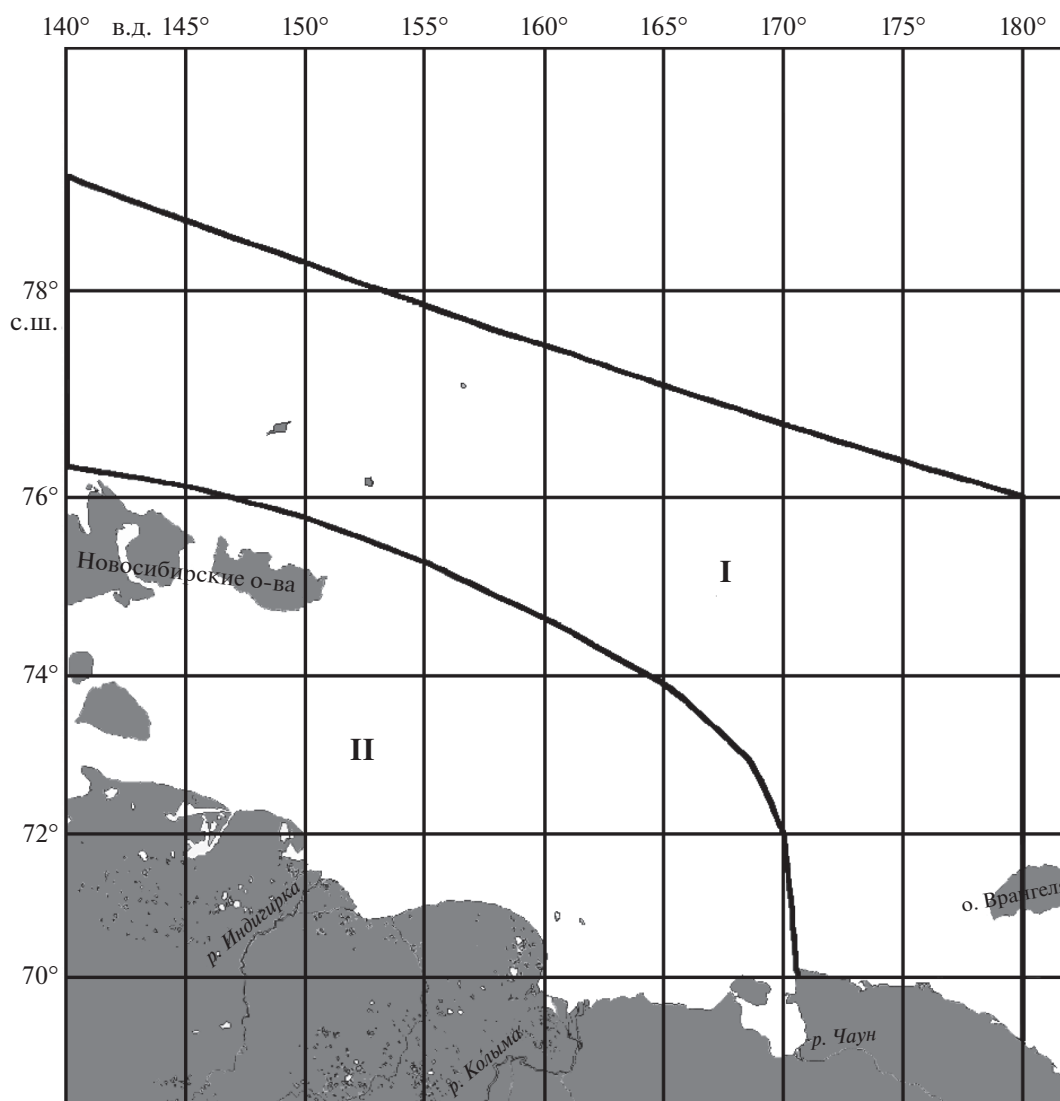 140° в.д. 145° 150° 155° 160° 165° 170° 175° 180°
78°
с.ш.
76°
I
Новосибирские о-ва
74°
II
72°
о. Врангеля
р. Индигирка
70°
р. Чаун
р. Колыма